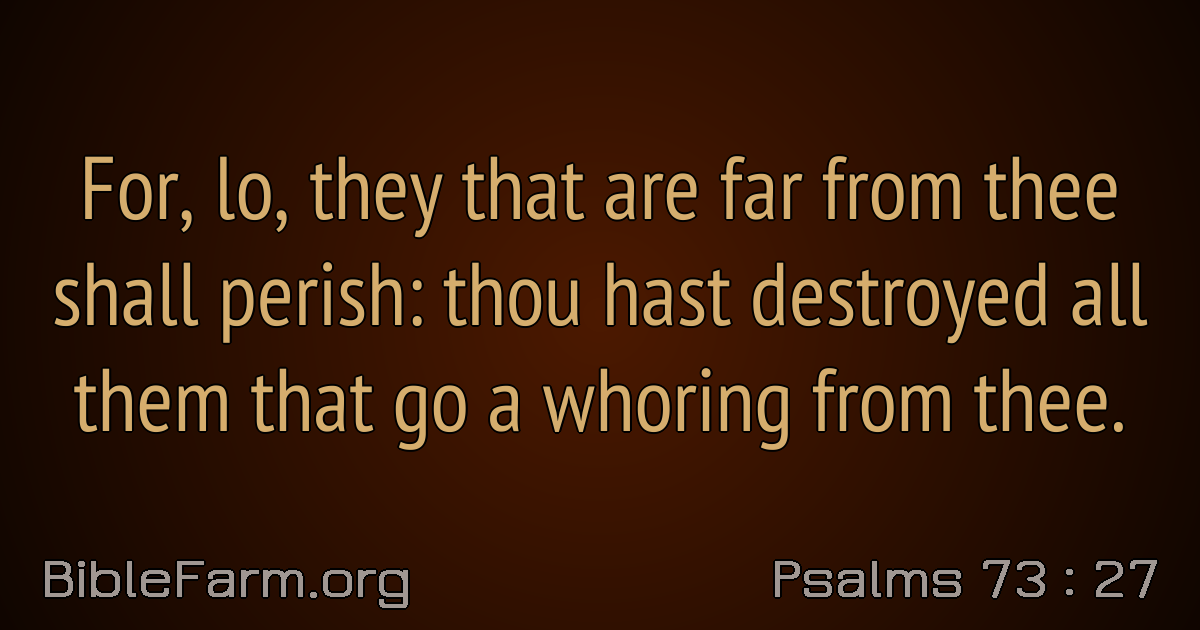 For, lo, they that are far from thee
shall perish: thou hast destroyed all
them that go a whoring from thee.
BibleFarm.org
Psalms 73 : 27